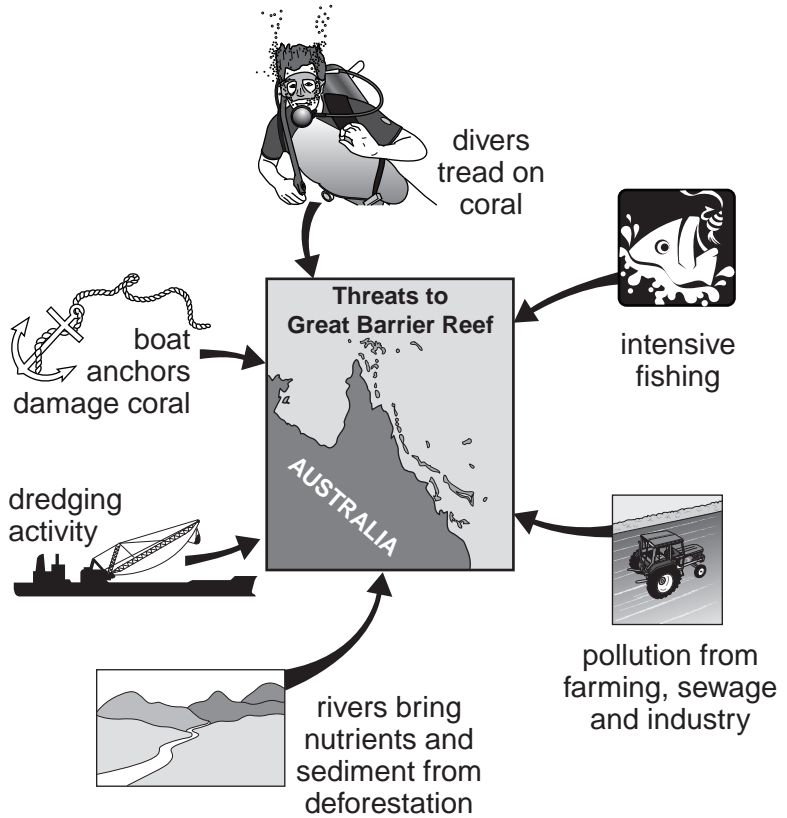 divers
tread on
coral
Threats to
Great Barrier Reef
intensive
fishing
boat
anchors
damage coral
AUSTRALIA
dredging
activity
pollution from
farming, sewage
and industry
rivers bring
nutrients and
sediment from
deforestation